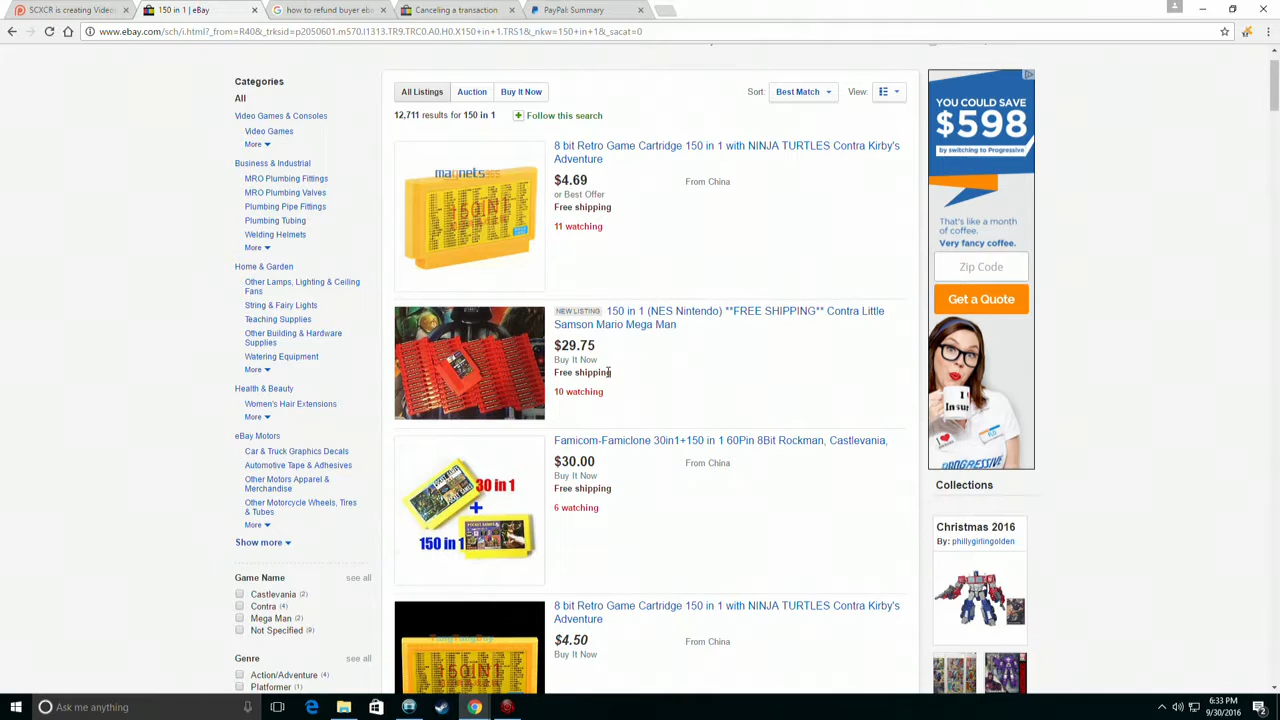 SCXCR is creating Videos
150 in 1 | eBay
how to refund buyer eb
Canceling a transaction
PayPal: Summary
www.ebay.com/sch/i.html?_from=R40&_trksid=p2050601.m570.l1313.TR9.TRC0.A0.H0.X150+in+1.TRS1&_nkw=150+in+1&_sacat=0
Categories
All
Video Games & Consoles
Video Games
More
Business & Industrial
MRO Plumbing Fittings
MRO Plumbing Valves
Plumbing Pipe Fittings
Plumbing Tubing
Welding Helmets
More
Home & Garden
Other Lamps, Lighting & Ceiling
Fans
String & Fairy Lights
Teaching Supplies
Other Building & Hardware
Supplies
Watering Equipment
More
Health & Beauty
Women's Hair Extensions
More
eBay Motors
Car & Truck Graphics Decals
Automotive Tape & Adhesives
Other Motors Apparel &
Merchandise
Other Motorcycle Wheels, Tires
& Tubes
More
Show more
Game Name see all
Castlevania (2)
Contra (4)
Mega Man (2)
Not Specified (9)
Genre see all
Action/Adventure (4)
Platformer (1)
All Listings Auction Buy It Now
Sort: Best Match View:
12,711 results for 150 in 1 Follow this search
8 bit Retro Game Cartridge 150 in 1 with NINJA TURTLES Contra Kirby's
Adventure
$4.69 From China
or Best Offer
Free shipping
11 watching
150 IN 1
NEW LISTING 150 in 1 (NES Nintendo) **FREE SHIPPING** Contra Little
Samson Mario Mega Man
$29.75
Buy It Now
Free shipping
10 watching
Famicom-Famiclone 30in1+150 in 1 60Pin 8Bit Rockman, Castlevania,
$30.00 From China
Buy It Now
Free shipping
6 watching
30 in 1
+
150 in 1
8 bit Retro Game Cartridge 150 in 1 with NINJA TURTLES Contra Kirby's
Adventure
$4.50 From China
Buy It Now
150 IN 1
YOU COULD SAVE
$598
by switching to Progressive
That's like a month
of coffee.
Very fancy coffee.
Zip Code
Get a Quote
PROGRESSIVE
Collections
Christmas 2016
By: phillygirlingolden
Ask me anything
6:33 PM
9/30/2016
2